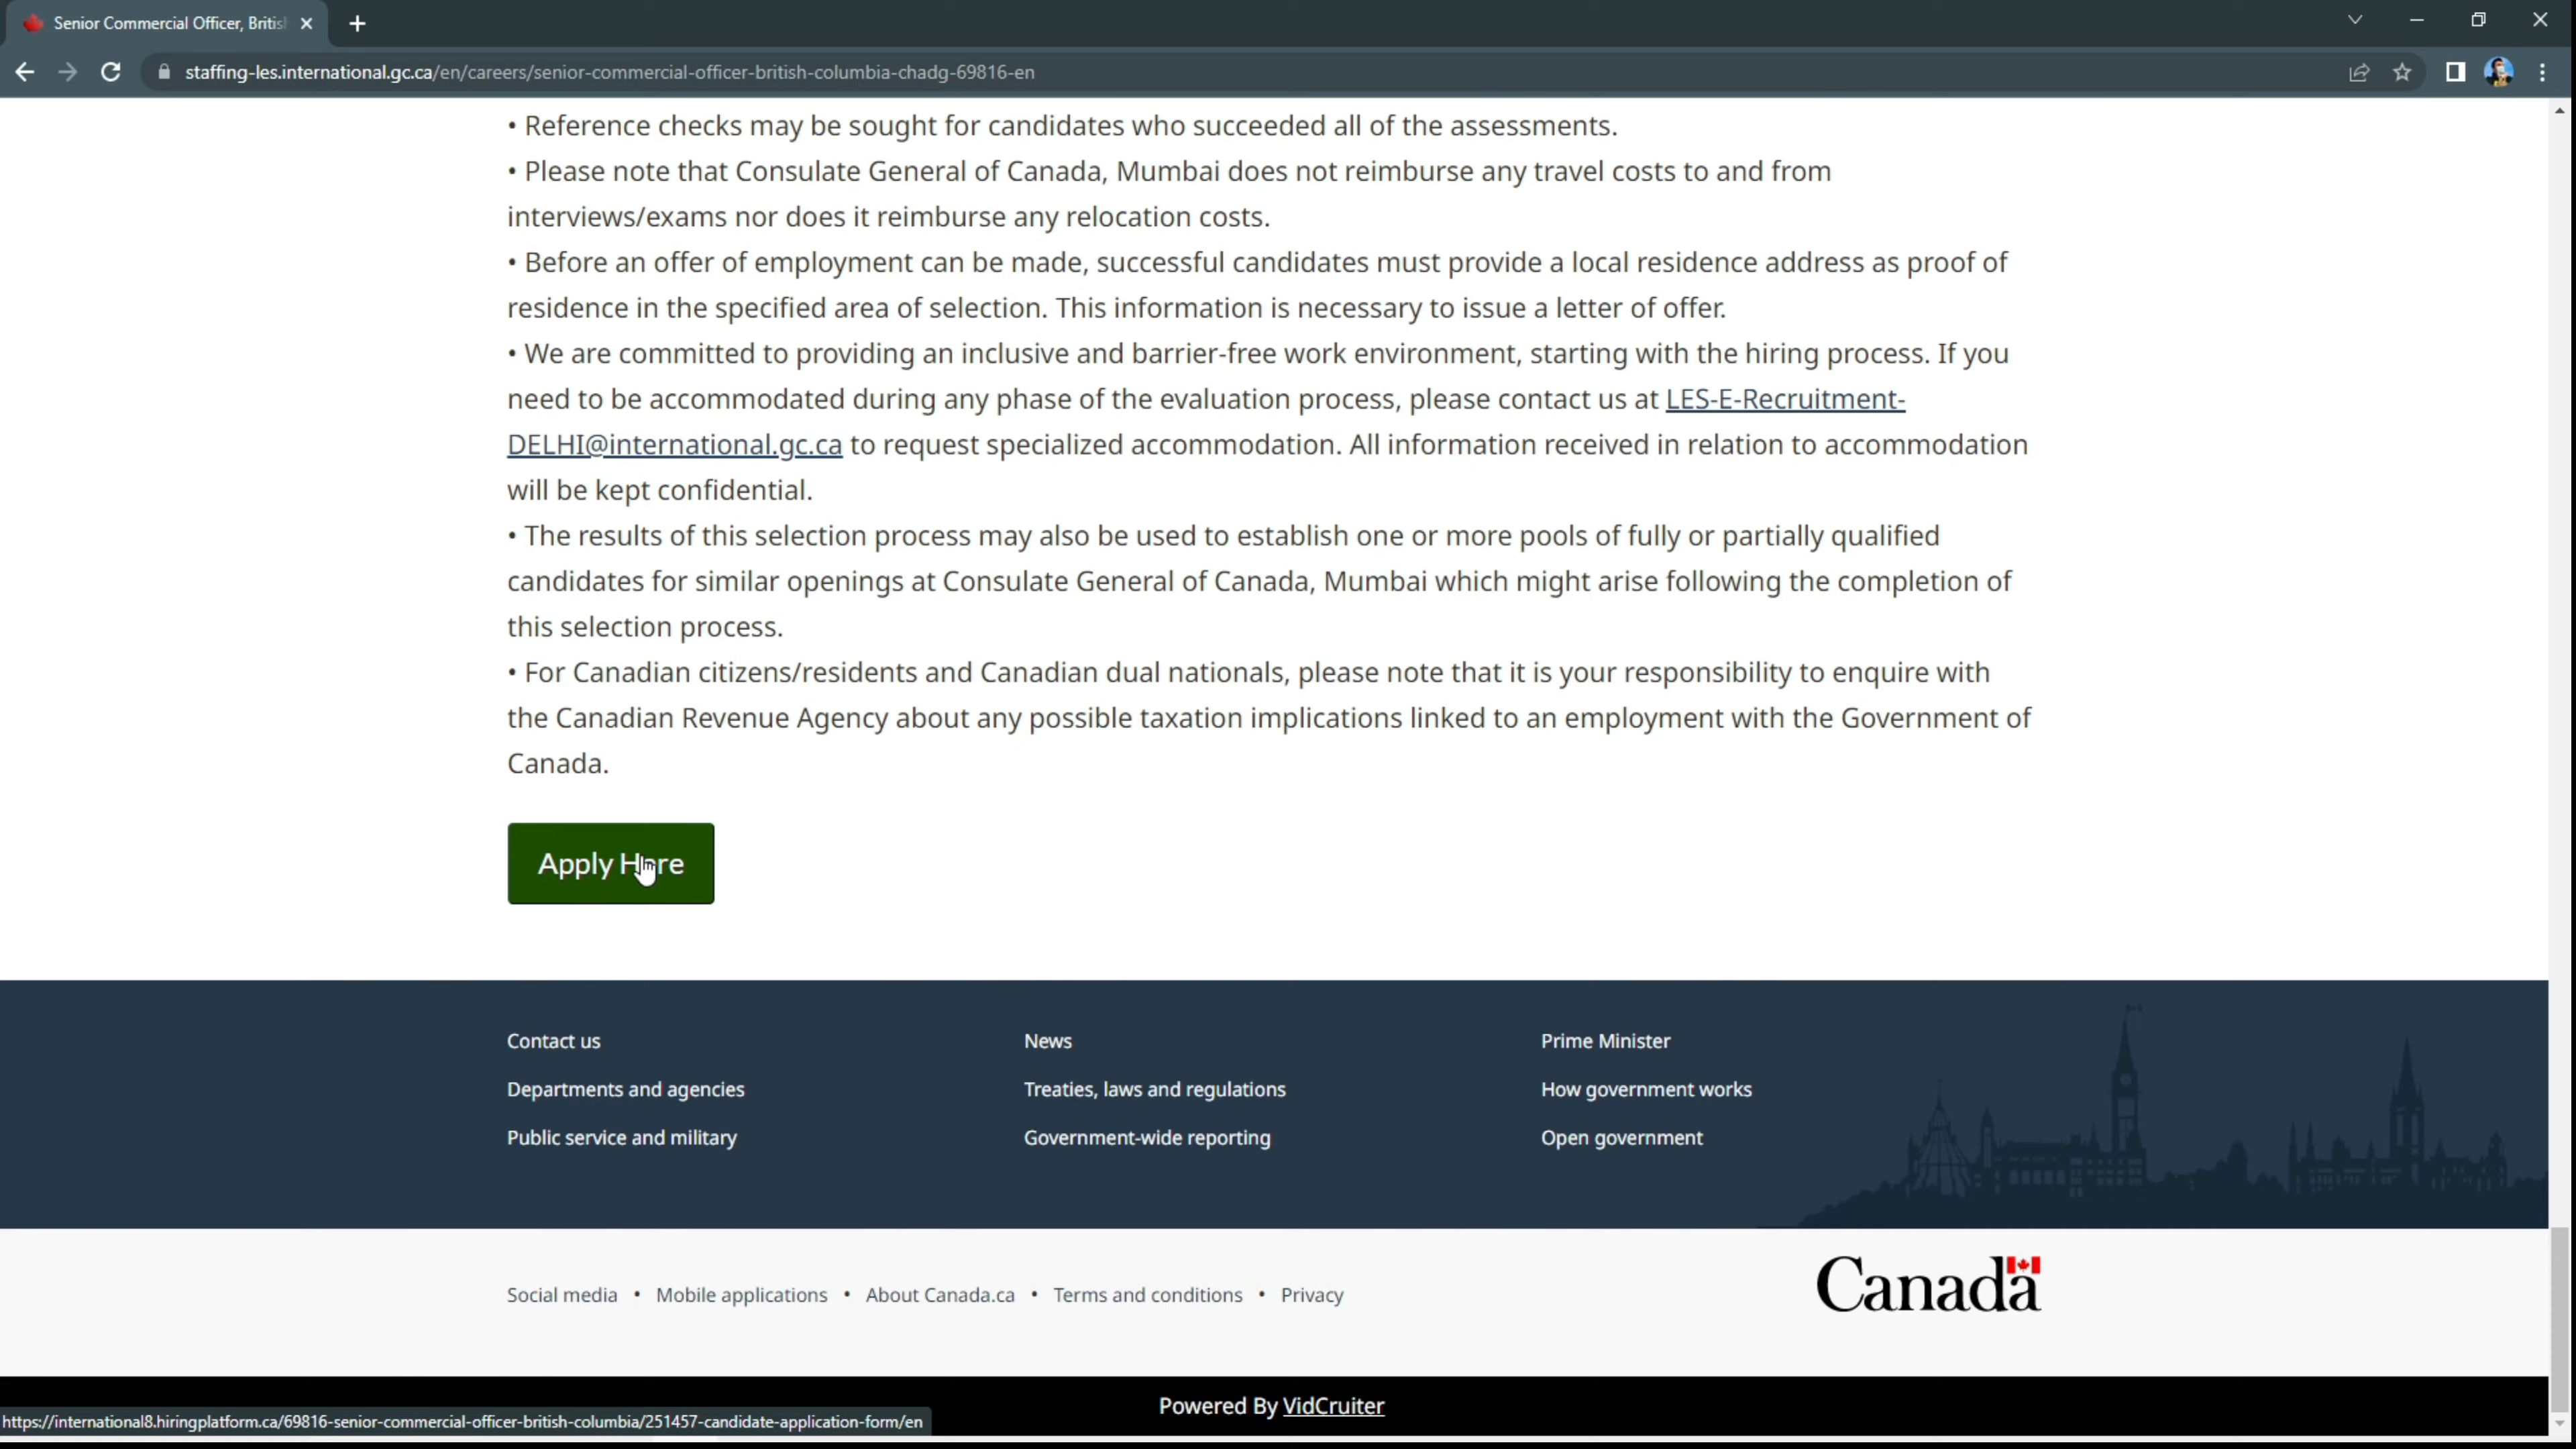 Senior Commercial Officer, Britis
staffing-les.international.gc.ca/en/careers/senior-commercial-officer-british-columbia-chadg-69816-en
• Reference checks may be sought for candidates who succeeded all of the assessments.
• Please note that Consulate General of Canada, Mumbai does not reimburse any travel costs to and from
interviews/exams nor does it reimburse any relocation costs.
• Before an offer of employment can be made, successful candidates must provide a local residence address as proof of
residence in the specified area of selection. This information is necessary to issue a letter of offer.
• We are committed to providing an inclusive and barrier-free work environment, starting with the hiring process. If you
need to be accommodated during any phase of the evaluation process, please contact us at LES-E-Recruitment-
DELHI@international.gc.ca to request specialized accommodation. All information received in relation to accommodation
will be kept confidential.
• The results of this selection process may also be used to establish one or more pools of fully or partially qualified
candidates for similar openings at Consulate General of Canada, Mumbai which might arise following the completion of
this selection process.
• For Canadian citizens/residents and Canadian dual nationals, please note that it is your responsibility to enquire with
the Canadian Revenue Agency about any possible taxation implications linked to an employment with the Government of
Canada.
Apply Here
Contact us
News
Prime Minister
Departments and agencies
Treaties, laws and regulations
How government works
Public service and military
Government-wide reporting
Open government
Social media • Mobile applications • About Canada.ca • Terms and conditions • Privacy
Canada
Powered By VidCruiter
https://international8.hiringplatform.ca/69816-senior-commercial-officer-british-columbia/251457-candidate-application-form/en